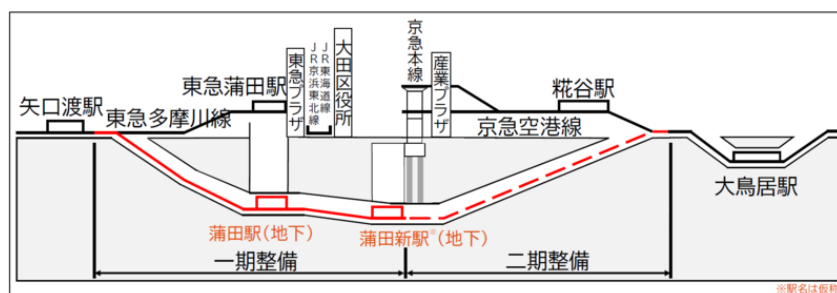 矢口渡駅
東急多摩川線
東急蒲田駅
東急プラザ
JR京浜東北線
JR東海道線
大田区役所
京急本線
産業プラザ
京急空港線
糀谷駅
大鳥居駅
蒲田駅(地下)
蒲田新駅※(地下)
一期整備
二期整備
※駅名は仮称